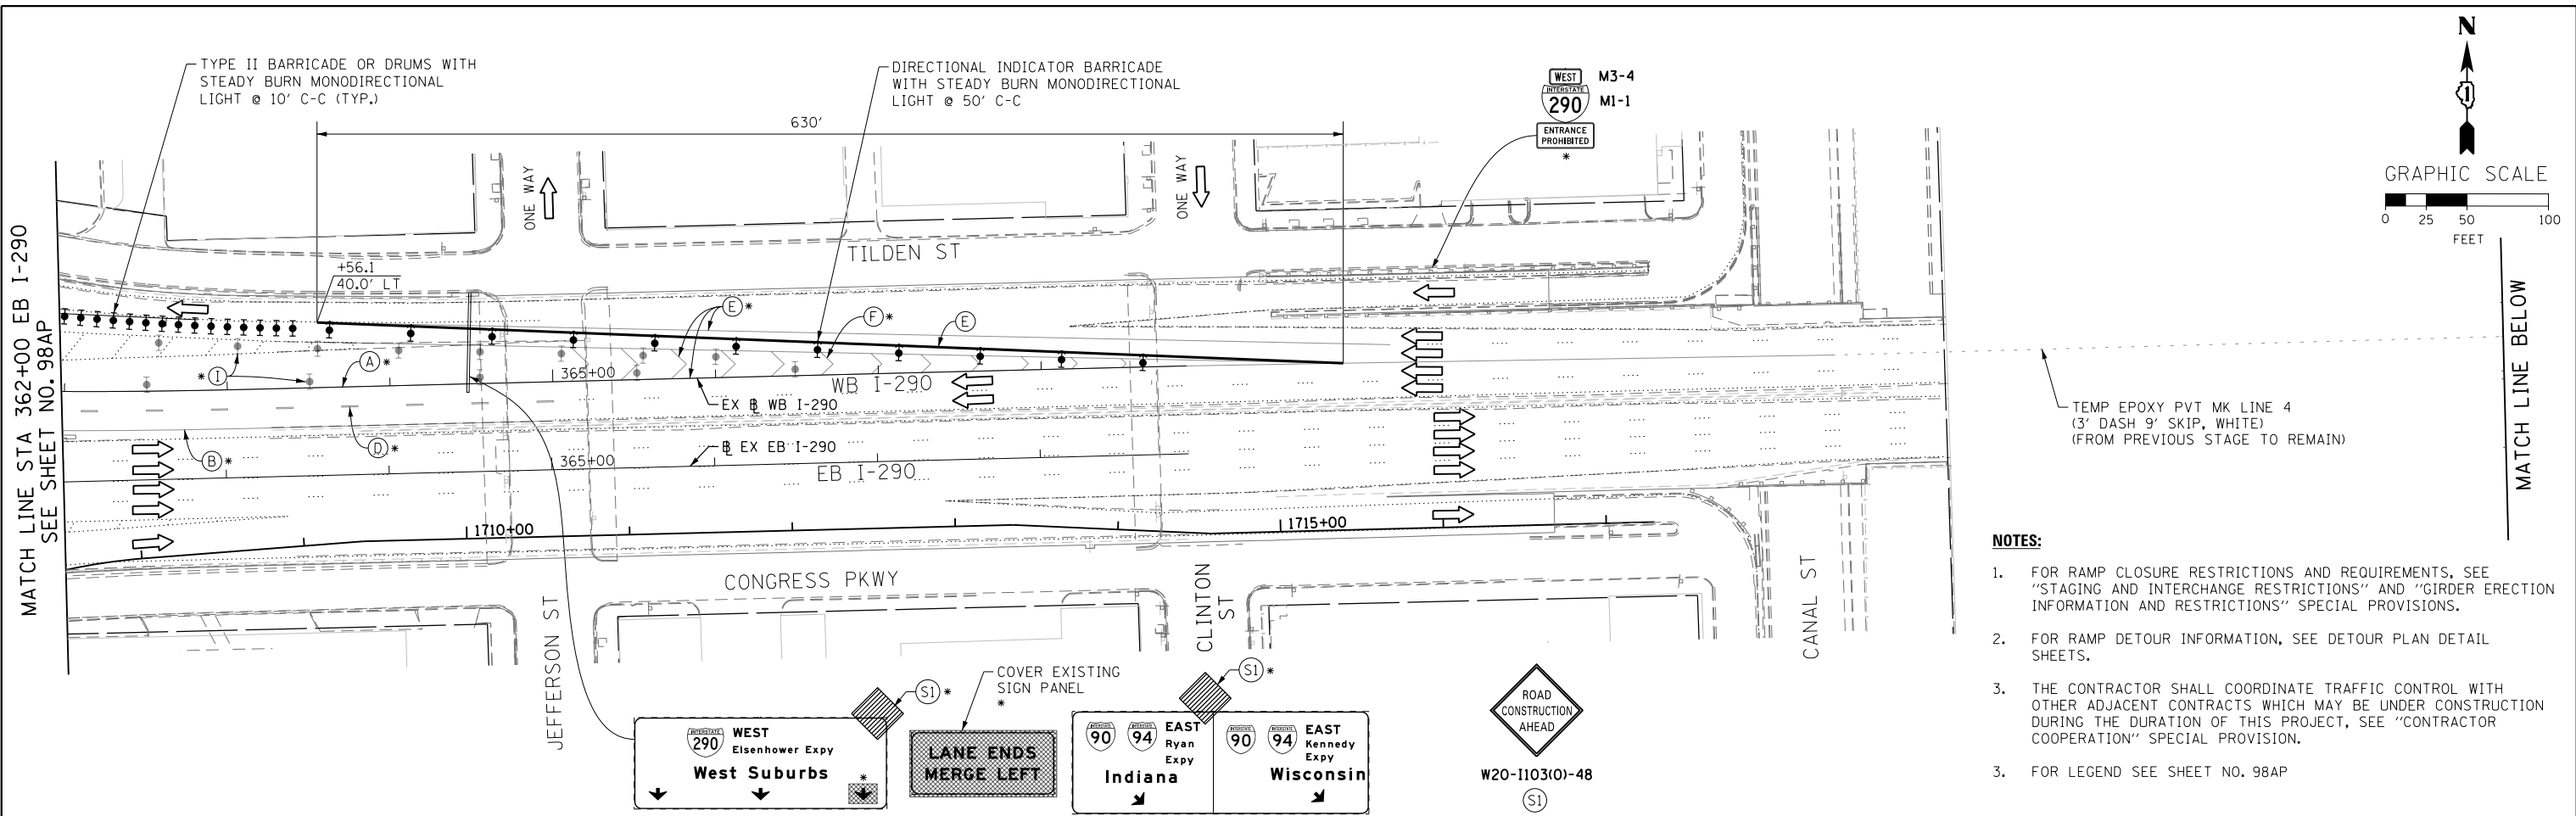 TYPE II BARRICADE OR DRUMS WITH
STEADY BURN MONODIRECTIONAL
LIGHT @ 10' C-C (TYP.)
DIRECTIONAL INDICATOR BARRICADE
WITH STEADY BURN MONODIRECTIONAL
LIGHT @ 50' C-C
630'
WEST M3-4
INTERSTATE
290 M1-1
ENTRANCE
PROHIBITED
*
N
1
GRAPHIC SCALE
0 25 50 100
FEET
ONE WAY
ONE WAY
TILDEN ST
+56.1
40.0' LT
E *
F *
E
A *
* I
365+00
WB I-290
EX B WB I-290
D *
B *
B EX EB I-290
365+00
EB I-290
1710+00
1715+00
CONGRESS PKWY
JEFFERSON ST
CLINTON
ST
CANAL ST
MATCH LINE STA 362+00 EB I-290
SEE SHEET NO. 98AP
MATCH LINE BELOW
TEMP EPOXY PVT MK LINE 4
(3' DASH 9' SKIP, WHITE)
(FROM PREVIOUS STAGE TO REMAIN)
S1 *
COVER EXISTING
SIGN PANEL
*
S1 *
INTERSTATE
290
WEST
Eisenhower Expy
West Suburbs
*
LANE ENDS
MERGE LEFT
INTERSTATE
90
INTERSTATE
94
EAST
Ryan
Expy
Indiana
INTERSTATE
90
INTERSTATE
94
EAST
Kennedy
Expy
Wisconsin
ROAD
CONSTRUCTION
AHEAD
W20-I103(O)-48
S1
NOTES:
1. FOR RAMP CLOSURE RESTRICTIONS AND REQUIREMENTS, SEE
"STAGING AND INTERCHANGE RESTRICTIONS" AND "GIRDER ERECTION
INFORMATION AND RESTRICTIONS" SPECIAL PROVISIONS.
2. FOR RAMP DETOUR INFORMATION, SEE DETOUR PLAN DETAIL
SHEETS.
3. THE CONTRACTOR SHALL COORDINATE TRAFFIC CONTROL WITH
OTHER ADJACENT CONTRACTS WHICH MAY BE UNDER CONSTRUCTION
DURING THE DURATION OF THIS PROJECT, SEE "CONTRACTOR
COOPERATION" SPECIAL PROVISION.
3. FOR LEGEND SEE SHEET NO. 98AP